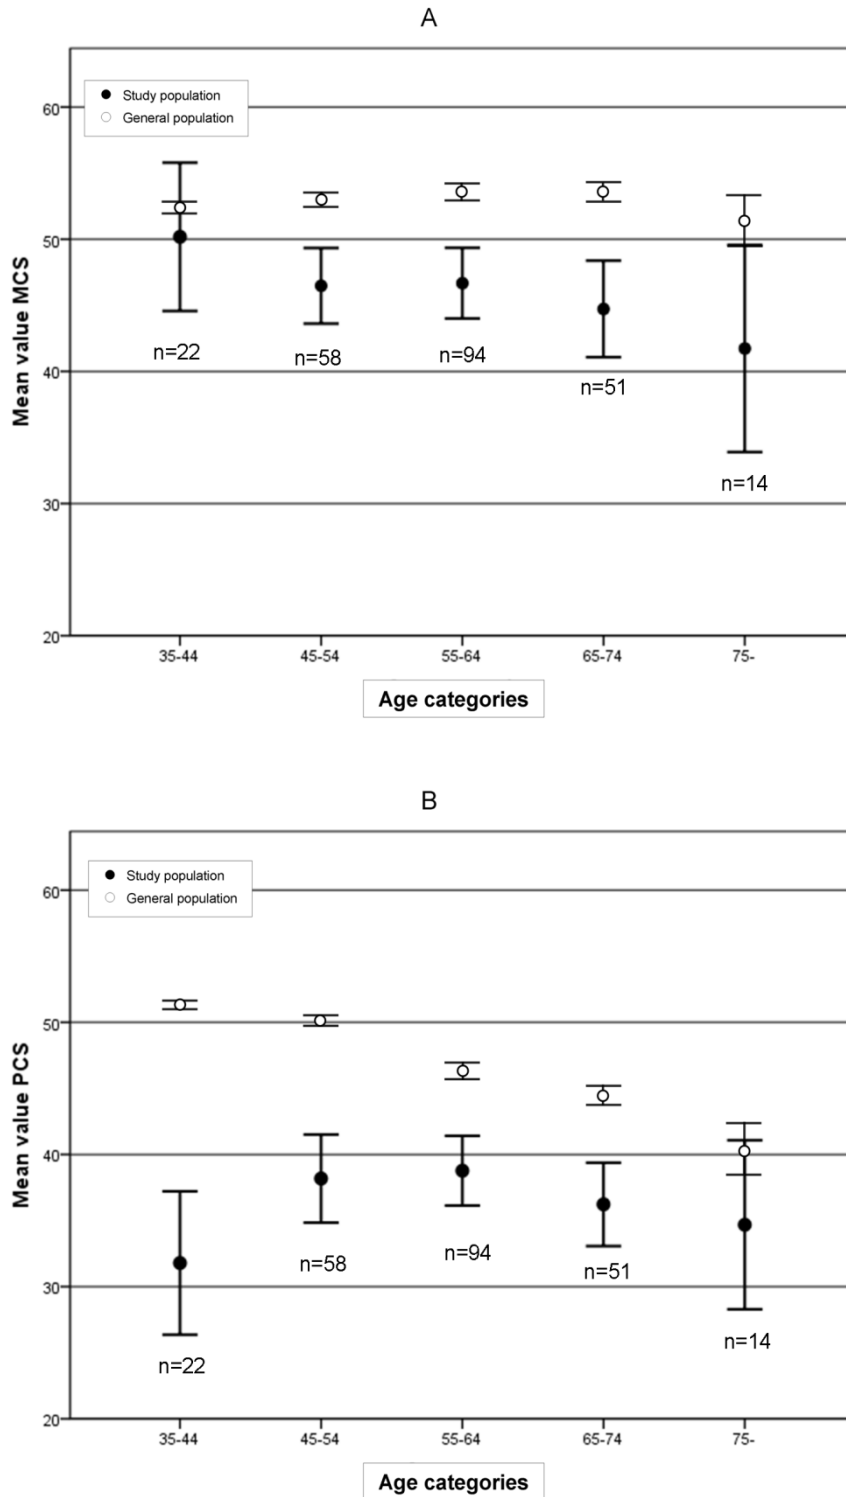 A
Study population
General population
60
50
40
30
20
Mean value MCS
n=22
n=58
n=94
n=51
n=14
35-44
45-54
55-64
65-74
75-
Age categories
B
Study population
General population
60
50
40
30
20
Mean value PCS
n=22
n=58
n=94
n=51
n=14
35-44
45-54
55-64
65-74
75-
Age categories